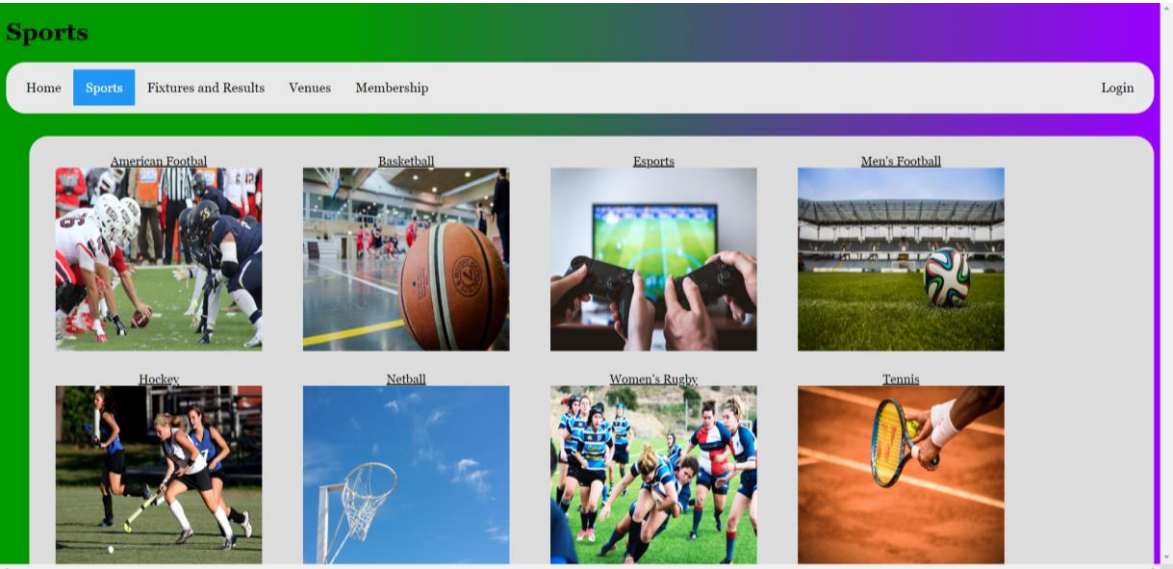 Sports
Home Sports Fixtures and Results Venues Membership Login
American Footbal Basketball Esports Men's Football
Hockey Netball Women's Rugby Tennis